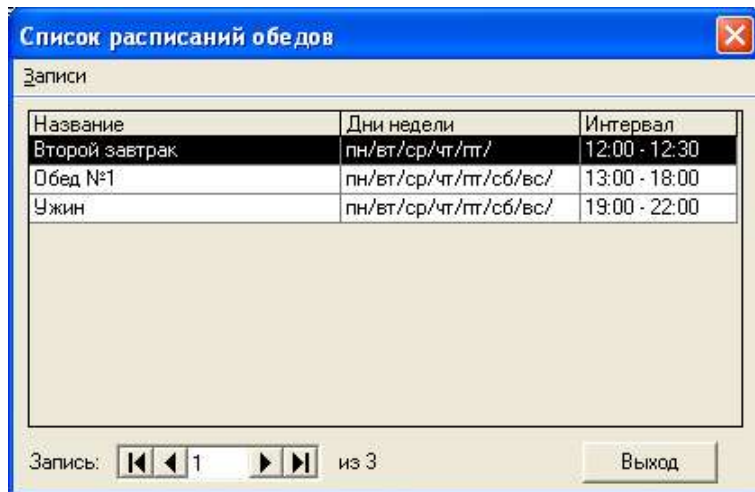 Список расписаний обедов
Записи
Название Дни недели Интервал
Второй завтрак пн/вт/ср/чт/пт/ 12:00 - 12:30
Обед №1 пн/вт/ср/чт/пт/сб/вс/ 13:00 - 18:00
Ужин пн/вт/ср/чт/пт/сб/вс/ 19:00 - 22:00
Запись: 1 из 3 Выход